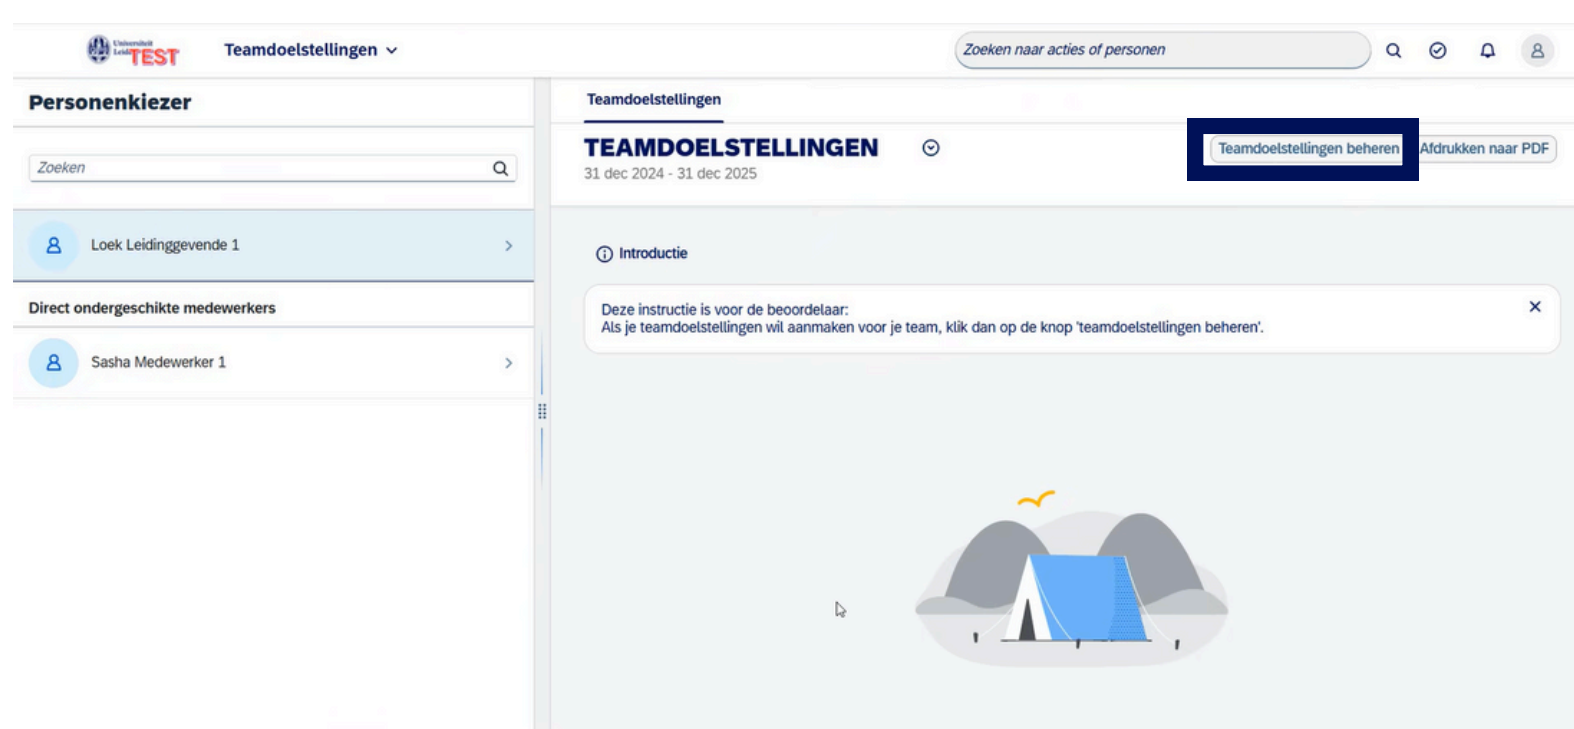 Universiteit
TEST
Teamdoelstellingen
Zoeken naar acties of personen
Personenkiezer
Zoeken
Loek Leidinggevende 1
Direct ondergeschikte medewerkers
Sasha Medewerker 1
Teamdoelstellingen
TEAMDOELSTELLINGEN
31 dec 2024 - 31 dec 2025
Teamdoelstellingen beheren
Afdrukken naar PDF
Introductie
Deze instructie is voor de beoordelaar:
Als je teamdoelstellingen wil aanmaken voor je team, klik dan op de knop 'teamdoelstellingen beheren'.